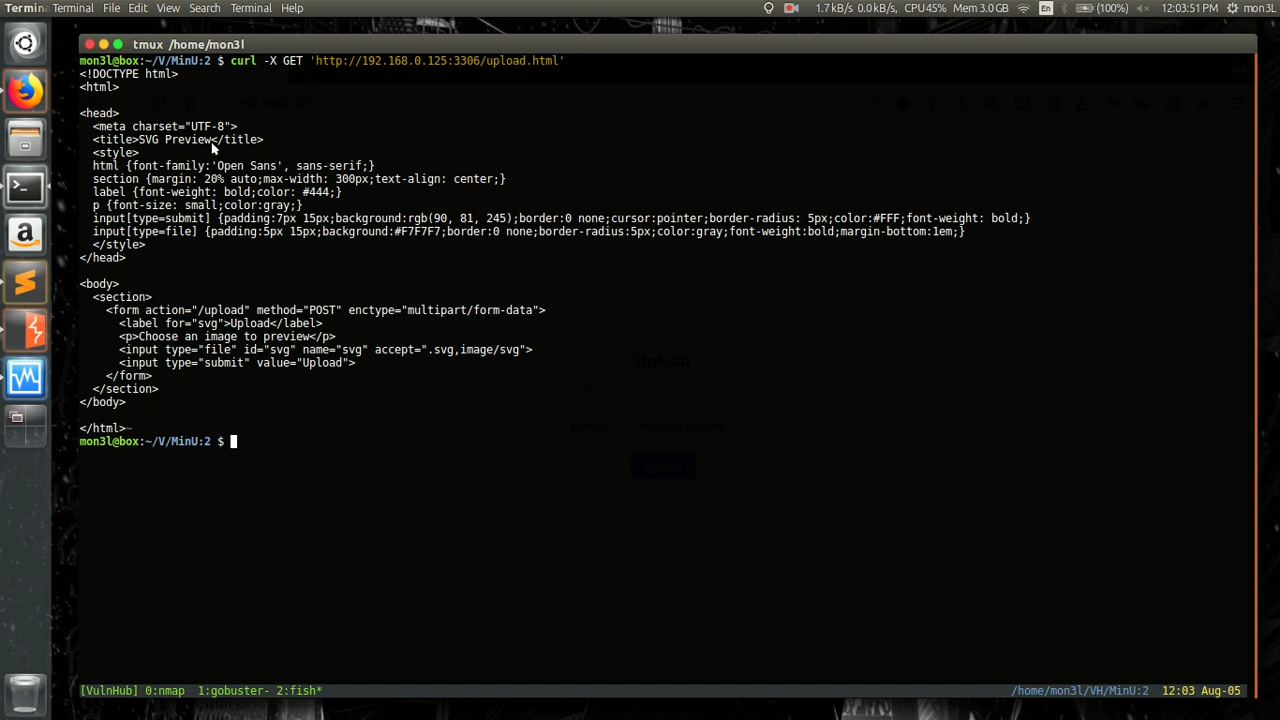 Termin Terminal File Edit View Search Terminal Help 1.7 kB/s 0.0 kB/s CPU 45% Mem 3.0 GB En (100%) 12:03:51 PM mon3L
tmux /home/mon3l
mon3l@box:~/V/MinU:2 $ curl -X GET 'http://192.168.0.125:3306/upload.html'
<!DOCTYPE html>
<html>
<head>
<meta charset="UTF-8">
<title>SVG Preview</title>
<style>
html {font-family:'Open Sans', sans-serif;}
section {margin: 20% auto;max-width: 300px;text-align: center;}
label {font-weight: bold;color: #444;}
p {font-size: small;color:gray;}
input[type=submit] {padding:7px 15px;background:rgb(90, 81, 245);border:0 none;cursor:pointer;border-radius: 5px;color:#FFF;font-weight: bold;}
input[type=file] {padding:5px 15px;background:#F7F7F7;border:0 none;border-radius:5px;color:gray;font-weight:bold;margin-bottom:1em;}
</style>
</head>
<body>
<section>
<form action="/upload" method="POST" enctype="multipart/form-data">
<label for="svg">Upload</label>
<p>Choose an image to preview</p>
<input type="file" id="svg" name="svg" accept=".svg,image/svg">
<input type="submit" value="Upload">
</form>
</section>
</body>
</html>~
mon3l@box:~/V/MinU:2 $
Upload
[VulnHub] 0:nmap 1:gobuster- 2:fish* /home/mon3l/VH/MinU:2 12:03 Aug-05